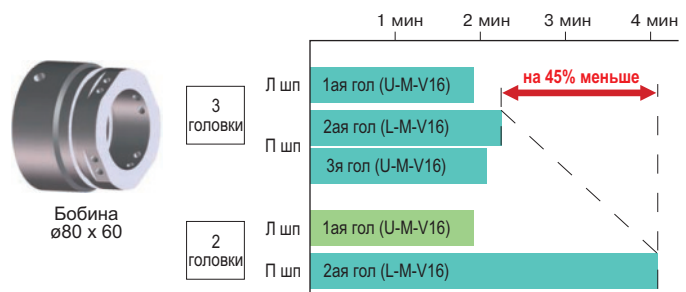 1 мин 2 мин 3 мин 4 мин
на 45% меньше
Л шп 1ая гол (U-M-V16)
3
головки
2ая гол (L-M-V16)
П шп
3я гол (U-M-V16)
Бобина
ø80 x 60
Л шп 1ая гол (U-M-V16)
2
головки
П шп 2ая гол (L-M-V16)